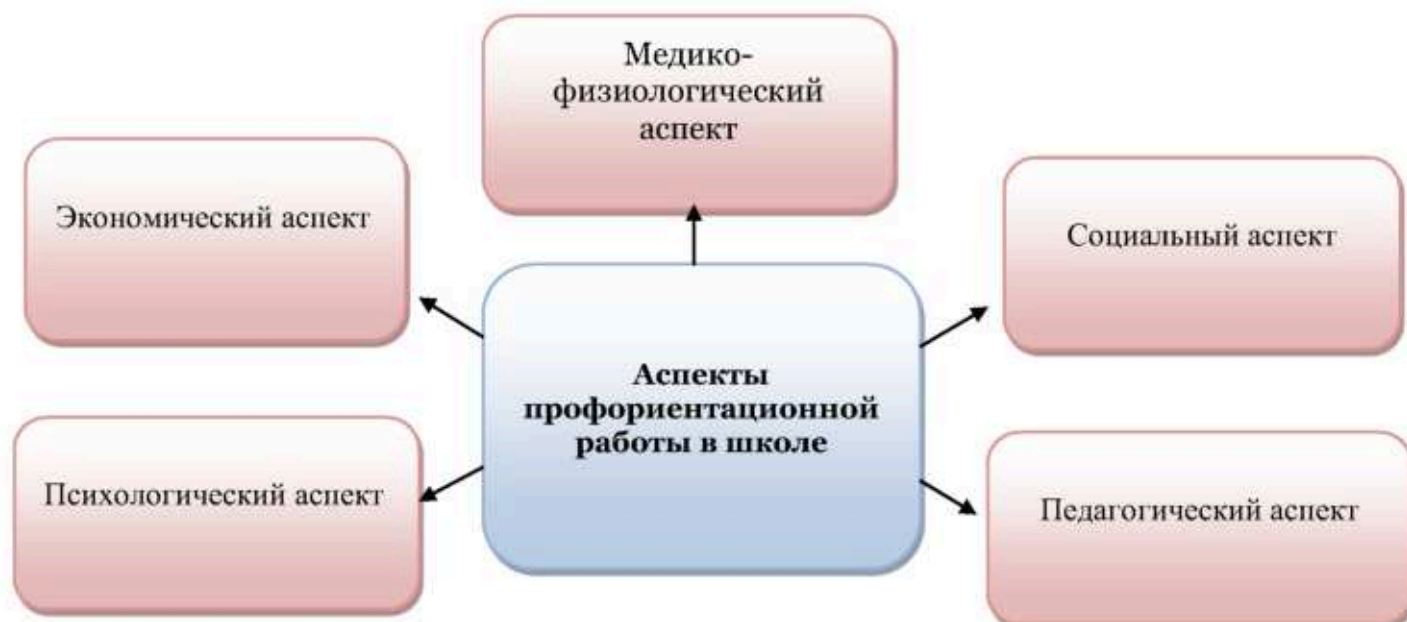 Медико-
физиологический
аспект
Экономический аспект
Социальный аспект
Аспекты
профориентационной
работы в школе
Психологический аспект
Педагогический аспект